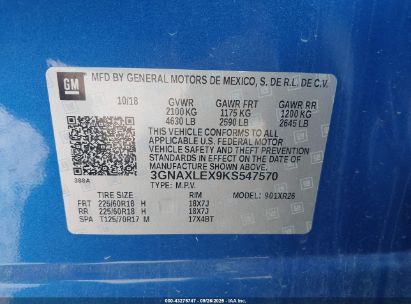 GM
MFD BY GENERAL MOTORS DE MEXICO, S. DE R.L. DE C.V.
10/18 GVWR GAWR FRT GAWR RR
2100 KG 1175 KG 1200 KG
4630 LB 2590 LB 2645 LB
THIS VEHICLE CONFORMS TO ALL APPLICABLE
U.S. FEDERAL MOTOR
VEHICLE SAFETY AND THEFT PREVENTION
STANDARDS IN EFFECT ON THE DATE OF
MANUFACTURE SHOWN ABOVE.
3GNAXLEX9KS547570
388A TYPE: M.P.V. MODEL: 901XR26
TIRE SIZE RIM
FRT 225/60R18 H 18X7J
RR 225/60R18 H 18X7J
SPA T125/70R17 M 17X4BT